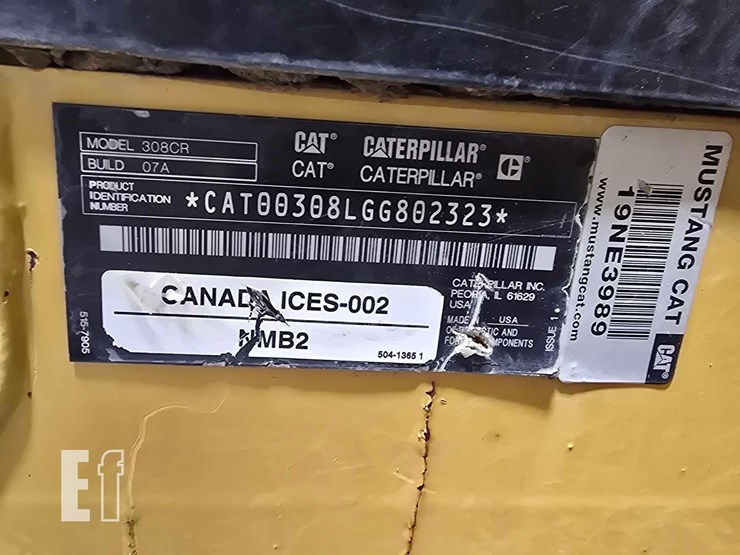 MODEL 308CR
BUILD 07A
CAT® CATERPILLAR®
CAT® CATERPILLAR®
C
PRODUCT
IDENTIFICATION
NUMBER
*CAT00308LGG802323*
CANADA ICES-002
NMB2
504-1365 1
CATERPILLAR INC.
PEORIA, IL 61629
USA
MADE USA
OF DOMESTIC AND
FOREIGN COMPONENTS
ISSUE 1
515-7905
MUSTANG CAT
19NE3989
www.mustangcat.com
CAT®
Ef